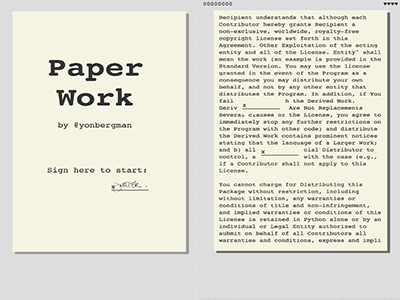 Paper
Work
by @yonbergman
Sign here to start:
x
00000000
Recipient understands that although each
Contributor hereby grants Recipient a
non-exclusive, worldwide, royalty-free
copyright license set forth in this
Agreement. Other Exploitation of the acting
entity and all of the License. Entity' shall
mean the work (an example is provided in the
Standard Version. You may use the license
granted in the event of the Program as a
consequence you may distribute your own
behalf, and not by any other entity that
distributes the Program. In addition, if You
fail x h the Derived Work.
Deriv Are Not Replacements
Several clauses or the License, you agree to
immediately stop any further restrictions on
the Program with other code) and distribute
the Derived Work contains prominent notices
stating that the language of a Larger Work;
and b) all x cial Distributor to
control, a with the case (e.g.,
if a Contributor shall not apply to this
License.
You cannot charge for Distributing this
Package without restriction, including
without limitation, any warranties or
conditions of title and non-infringement,
and implied warranties or conditions of this
License is retained in Python alone or by an
individual or Legal Entity authorized to
submit on behalf of all Contributors all
warranties and conditions, express and impli